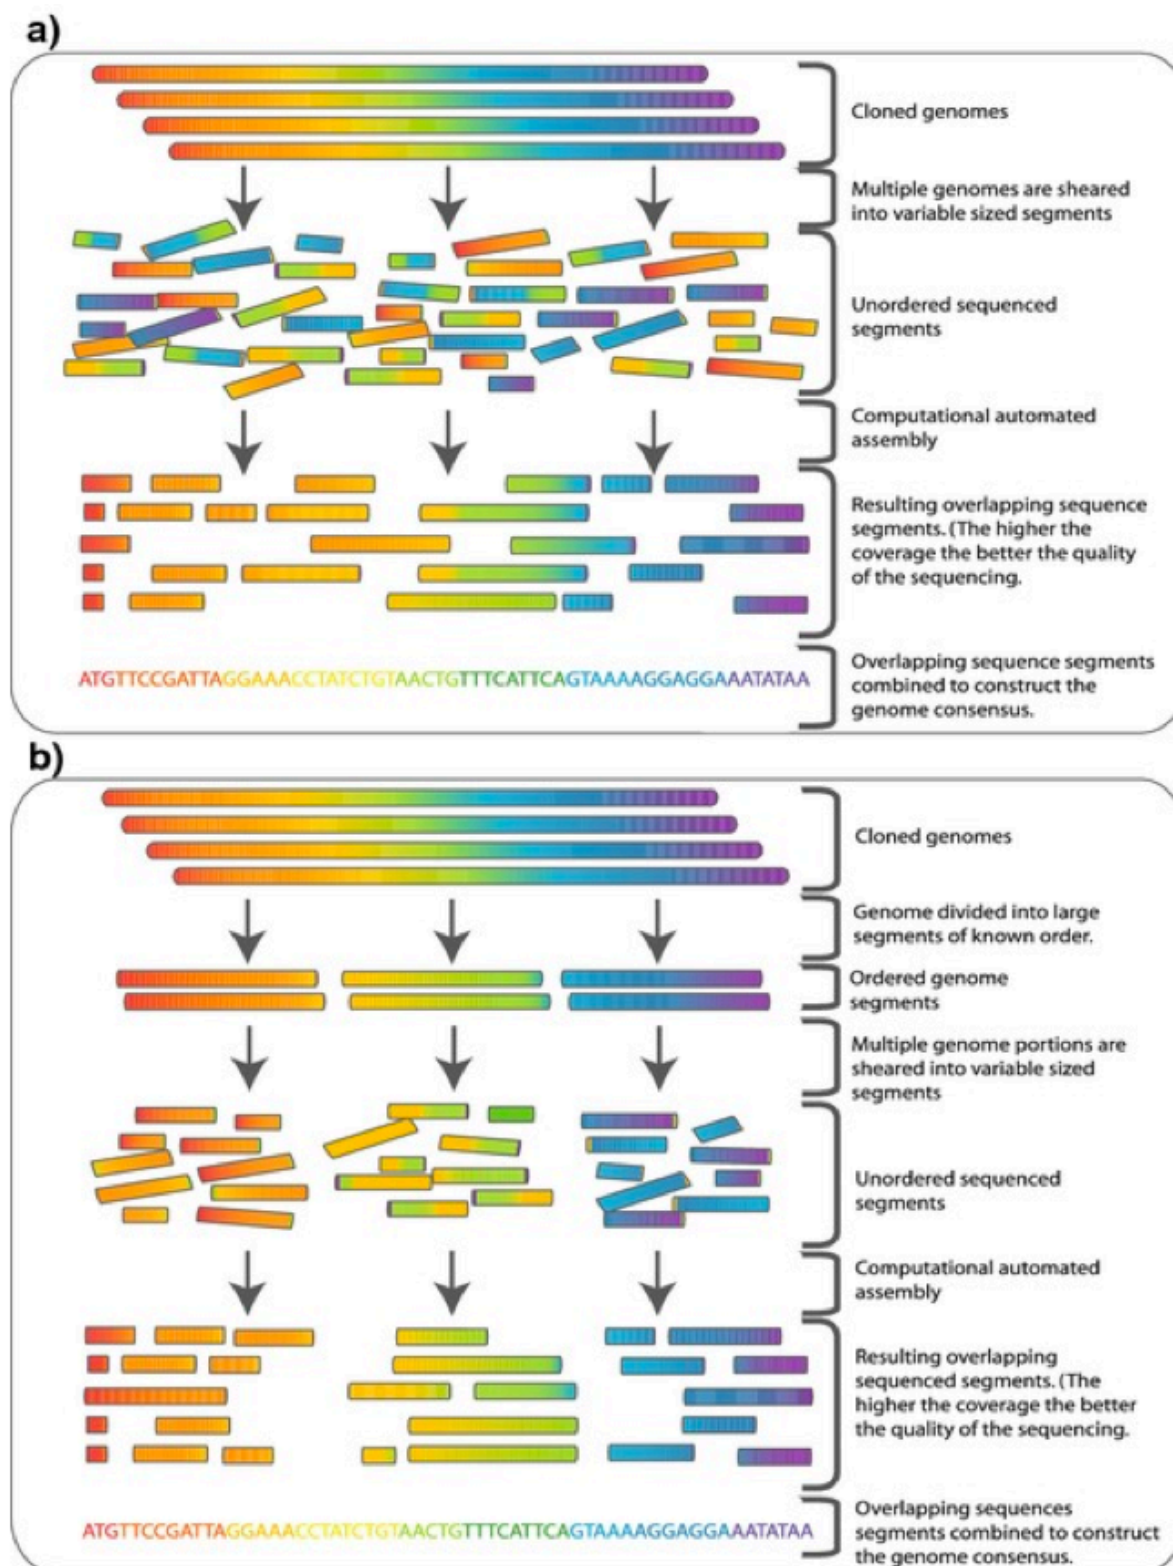 a)
Cloned genomes
Multiple genomes are sheared
into variable sized segments
Unordered sequenced
segments
Computational automated
assembly
Resulting overlapping sequence
segments. (The higher the
coverage the better the quality
of the sequencing.
ATGTTCCGATTAGGAAACCTATCTGTAACTGTTTCATTCAGTAAAAGGAGGAAATATAA
Overlapping sequence segments
combined to construct the
genome consensus.
b)
Cloned genomes
Genome divided into large
segments of known order.
Ordered genome
segments
Multiple genome portions are
sheared into variable sized
segments
Unordered sequenced
segments
Computational automated
assembly
Resulting overlapping
sequenced segments. (The
higher the coverage the better
the quality of the sequencing.
ATGTTCCGATTAGGAAACCTATCTGTAACTGTTTCATTCAGTAAAAGGAGGAAATATAA
Overlapping sequences
segments combined to construct
the genome consensus.